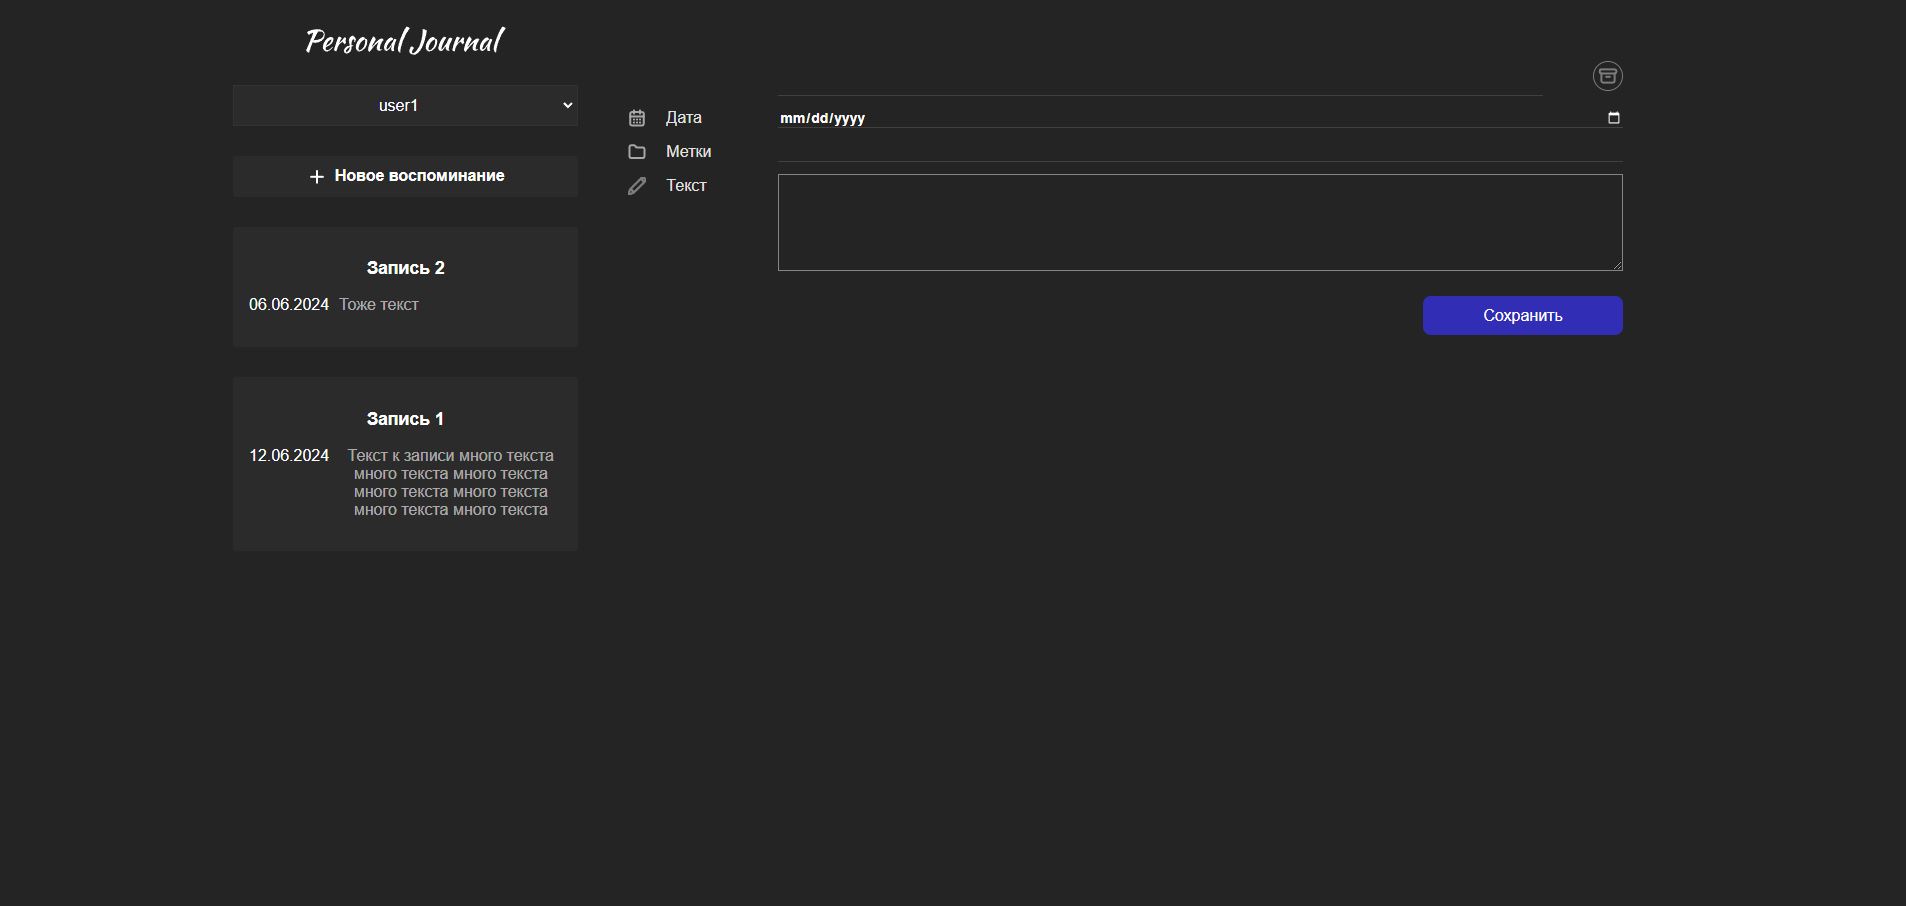 Personal Journal
user1
Новое воспоминание
Запись 2
06.06.2024 Тоже текст
Запись 1
12.06.2024 Текст к записи много текста
много текста много текста
много текста много текста
много текста много текста
Дата mm/dd/yyyy
Метки
Текст
Сохранить